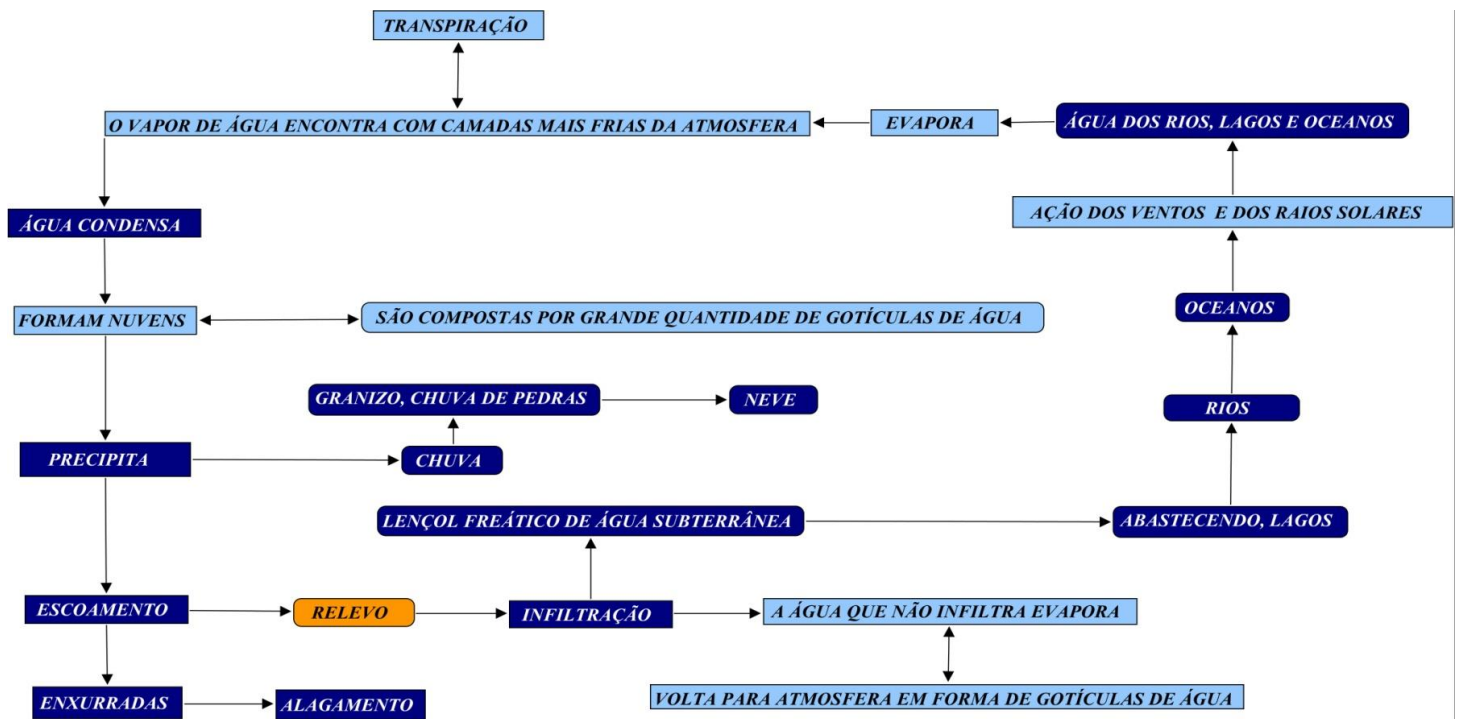 TRANSPIRAÇÃO
O VAPOR DE ÁGUA ENCONTRA COM CAMADAS MAIS FRIAS DA ATMOSFERA
EVAPORA
ÁGUA DOS RIOS, LAGOS E OCEANOS
ÁGUA CONDENSA
AÇÃO DOS VENTOS E DOS RAIOS SOLARES
FORMAM NUVENS
SÃO COMPOSTAS POR GRANDE QUANTIDADE DE GOTÍCULAS DE ÁGUA
OCEANOS
GRANIZO, CHUVA DE PEDRAS
NEVE
RIOS
PRECIPITA
CHUVA
LENÇOL FREÁTICO DE ÁGUA SUBTERRÂNEA
ABASTECENDO, LAGOS
ESCOAMENTO
RELEVO
INFILTRAÇÃO
A ÁGUA QUE NÃO INFILTRA EVAPORA
ENXURRADAS
ALAGAMENTO
VOLTA PARA ATMOSFERA EM FORMA DE GOTÍCULAS DE ÁGUA